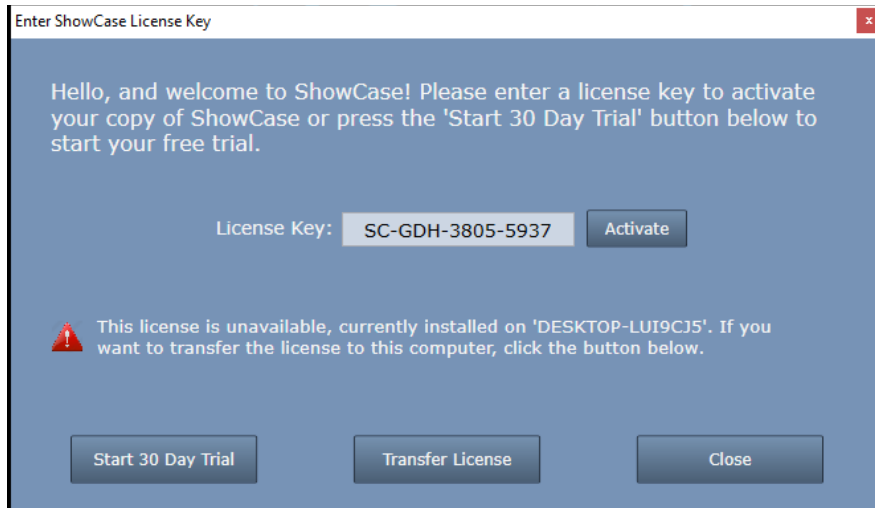 Enter ShowCase License Key
x
Hello, and welcome to ShowCase! Please enter a license key to activate
your copy of ShowCase or press the 'Start 30 Day Trial' button below to
start your free trial.
License Key: SC-GDH-3805-5937 Activate
This license is unavailable, currently installed on 'DESKTOP-LUI9CJ5'. If you
want to transfer the license to this computer, click the button below.
Start 30 Day Trial Transfer License Close